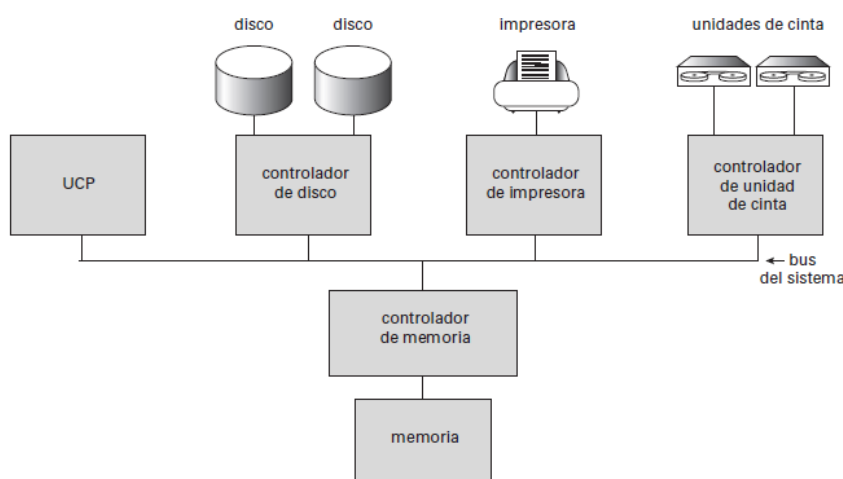 disco
disco
impresora
unidades de cinta
UCP
controlador
de disco
controlador
de impresora
controlador
de unidad
de cinta
bus
del sistema
controlador
de memoria
memoria